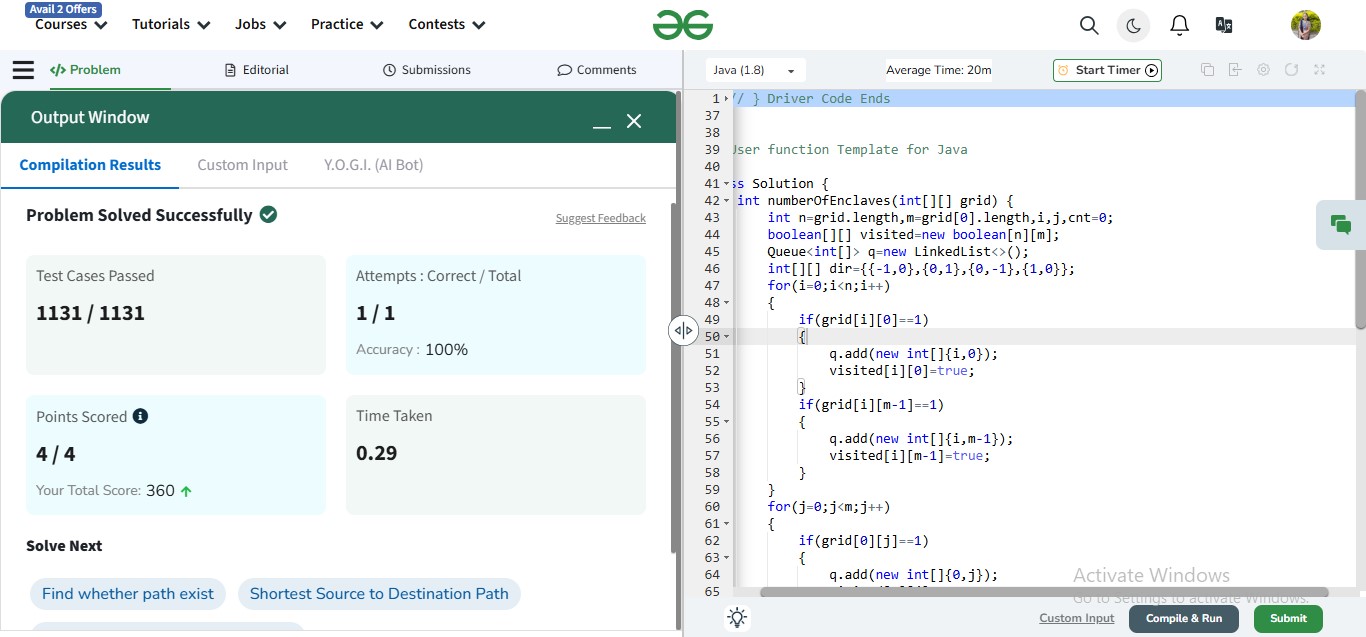 Avail 2 Offers
Courses Tutorials Jobs Practice Contests
Problem Editorial Submissions Comments
Java (1.8) Average Time: 20m Start Timer
Output Window
Compilation Results Custom Input Y.O.G.I. (AI Bot)
Problem Solved Successfully Suggest Feedback
Test Cases Passed
1131 / 1131
Attempts : Correct / Total
1 / 1
Accuracy : 100%
Points Scored
4 / 4
Your Total Score: 360
Time Taken
0.29
Solve Next
Find whether path exist Shortest Source to Destination Path
1 // } Driver Code Ends
37
38
39 User function Template for Java
40
41 ss Solution {
42 int numberOfEnclaves(int[][] grid) {
43 int n=grid.length,m=grid[0].length,i,j,cnt=0;
44 boolean[][] visited=new boolean[n][m];
45 Queue<int[]> q=new LinkedList<>();
46 int[][] dir={{-1,0},{0,1},{0,-1},{1,0}};
47 for(i=0;i<n;i++)
48 {
49 if(grid[i][0]==1)
50 {
51 q.add(new int[]{i,0});
52 visited[i][0]=true;
53 }
54 if(grid[i][m-1]==1)
55 {
56 q.add(new int[]{i,m-1});
57 visited[i][m-1]=true;
58 }
59 }
60 for(j=0;j<m;j++)
61 {
62 if(grid[0][j]==1)
63 {
64 q.add(new int[]{0,j});
65
Activate Windows
Go to Settings to activate Windows.
Custom Input Compile & Run Submit